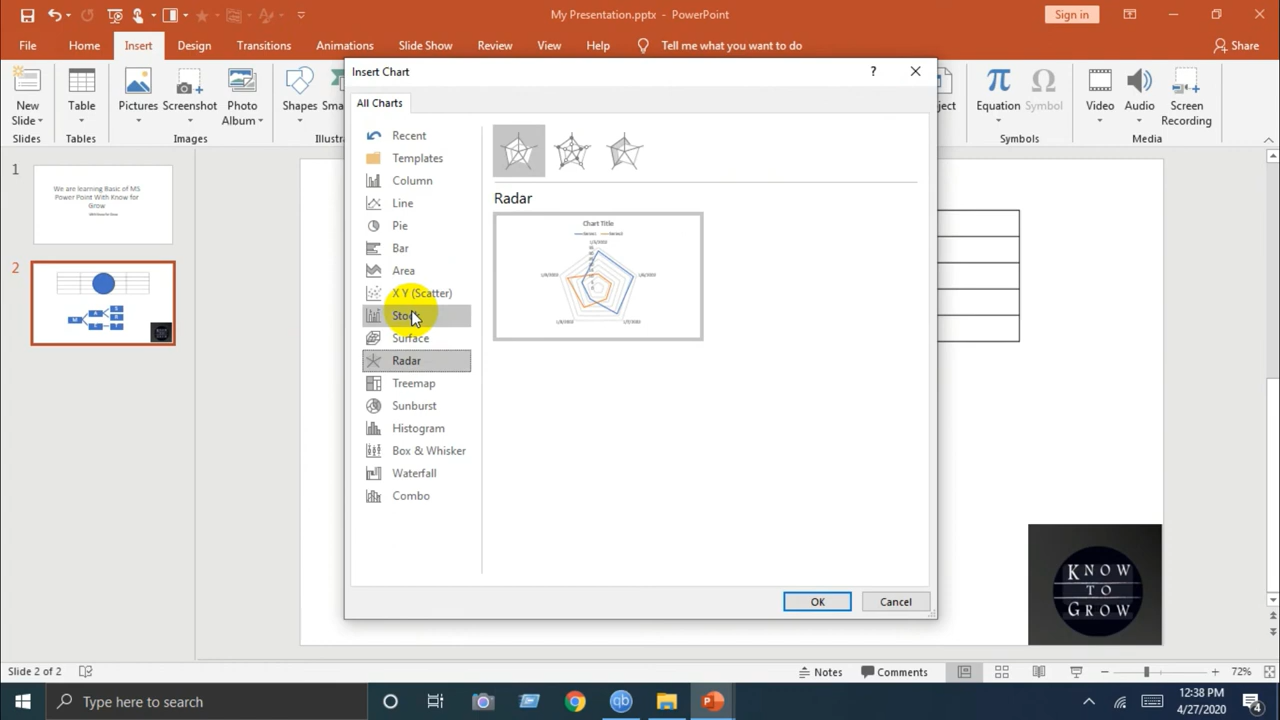 My Presentation.pptx - PowerPoint
Sign in
File Home Insert Design Transitions Animations Slide Show Review View Help Tell me what you want to do Share
New Slide
Table
Pictures
Screenshot
Photo Album
Shapes
Equation
Symbol
Video
Audio
Screen Recording
Slides
Tables
Images
Symbols
Media
Insert Chart
?
All Charts
Recent
Templates
Column
Line
Pie
Bar
Area
X Y (Scatter)
Surface
Radar
Treemap
Sunburst
Histogram
Box & Whisker
Waterfall
Combo
Radar
Chart Title
OK
Cancel
1
We are learning Basic of MS
Power Point With Know for
Grow
2
KNOW
TO
GROW
Slide 2 of 2
Notes
Comments
72%
Type here to search
12:38 PM
4/27/2020
4